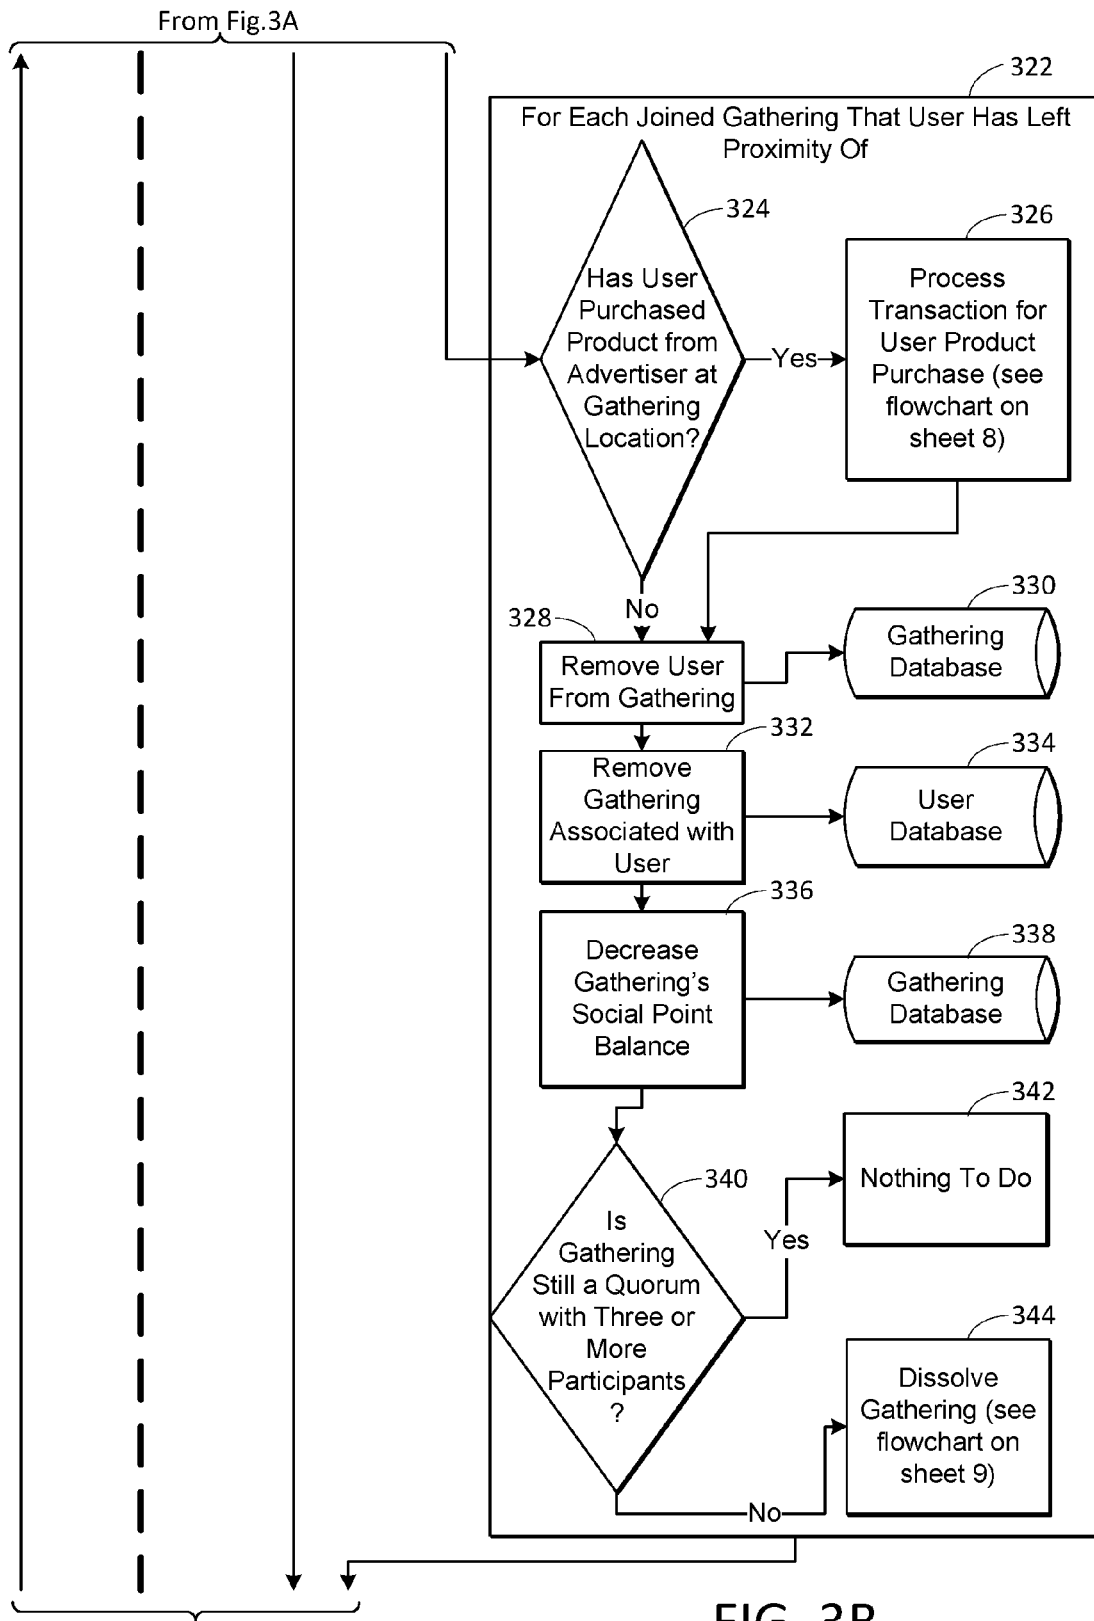 From Fig.3A
322
For Each Joined Gathering That User Has Left
Proximity Of
324
Has User
Purchased
Product from
Advertiser at
Gathering
Location?
Yes
326
Process
Transaction for
User Product
Purchase (see
flowchart on
sheet 8)
No
328
Remove User
From Gathering
330
Gathering
Database
332
Remove
Gathering
Associated with
User
334
User
Database
336
Decrease
Gathering's
Social Point
Balance
338
Gathering
Database
340
Is
Gathering
Still a Quorum
with Three or
More
Participants
?
Yes
342
Nothing To Do
No
344
Dissolve
Gathering (see
flowchart on
sheet 9)
FIG. 3B